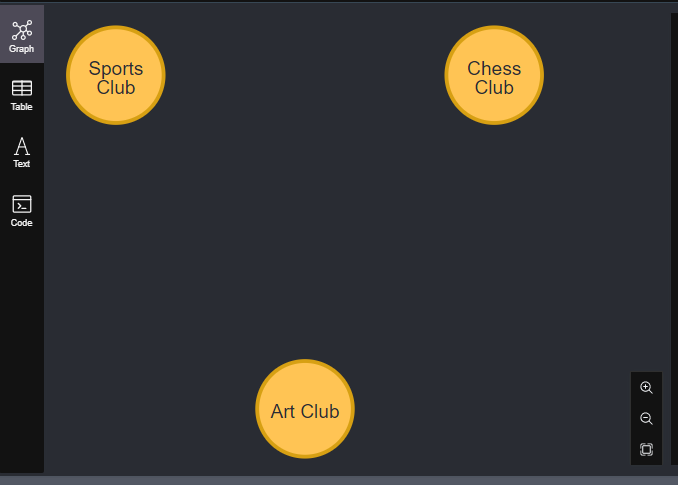 Graph
Table
Text
Code
Sports
Club
Chess
Club
Art Club